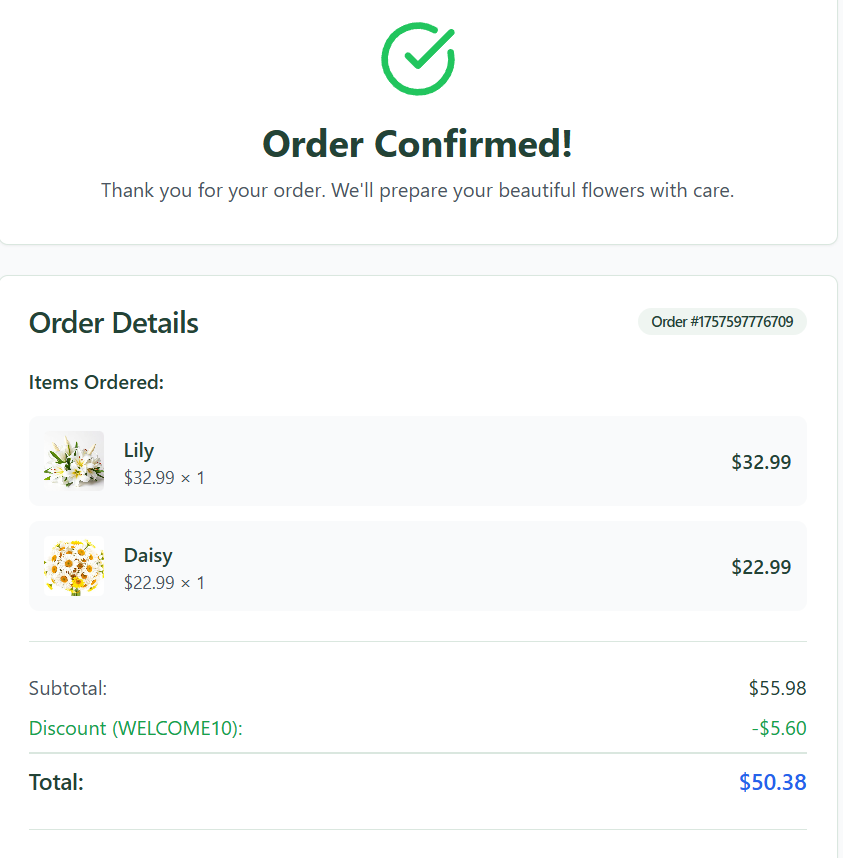 Order Confirmed!
Thank you for your order. We'll prepare your beautiful flowers with care.
Order Details
Order #1757597776709
Items Ordered:
Lily
$32.99 × 1
$32.99
Daisy
$22.99 × 1
$22.99
Subtotal:
$55.98
Discount (WELCOME10):
-$5.60
Total:
$50.38